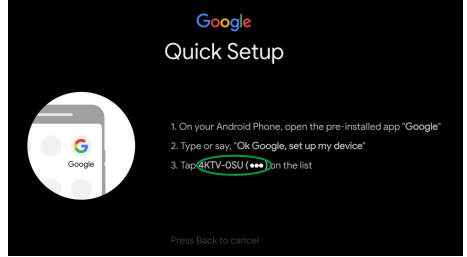 Google
Quick Setup
Google
1. On your Android Phone, open the pre-installed app "Google"
2. Type or say, "Ok Google, set up my device"
3. Tap 4KTV-0SU (•••) on the list
Press Back to cancel